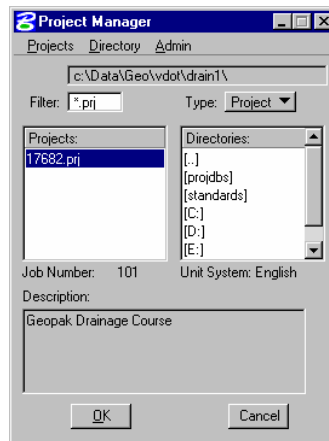 Project Manager
Projects Directory Admin
c:\Data\Geo\vdot\drain1\
Filter: *.prj Type: Project
Projects: Directories:
17682.prj [..]
[projdbs]
[standards]
[C:]
[D:]
[E:]
Job Number: 101 Unit System: English
Description:
Geopak Drainage Course
OK Cancel